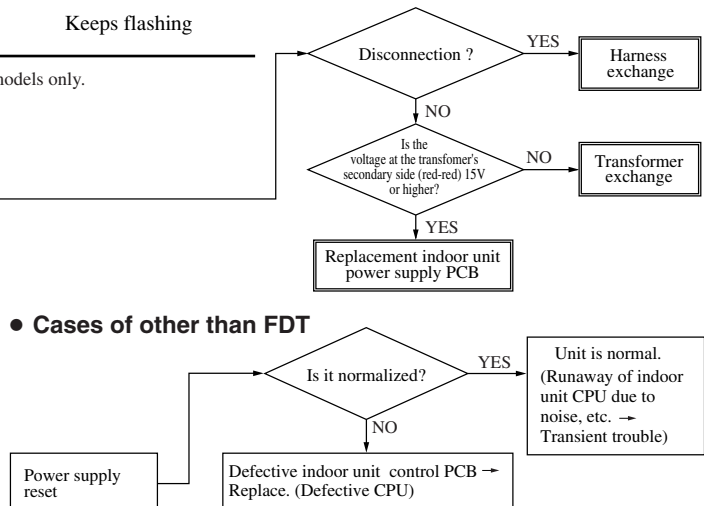 Keeps flashing
models only.
Disconnection ?
YES
Harness
exchange
NO
Is the
voltage at the transfomer's
secondary side (red-red) 15V
or higher?
NO
Transformer
exchange
YES
Replacement indoor unit
power supply PCB
● Cases of other than FDT
Is it normalized?
YES
Unit is normal.
(Runaway of indoor
unit CPU due to
noise, etc. →
Transient trouble)
NO
Power supply
reset
Defective indoor unit control PCB →
Replace. (Defective CPU)